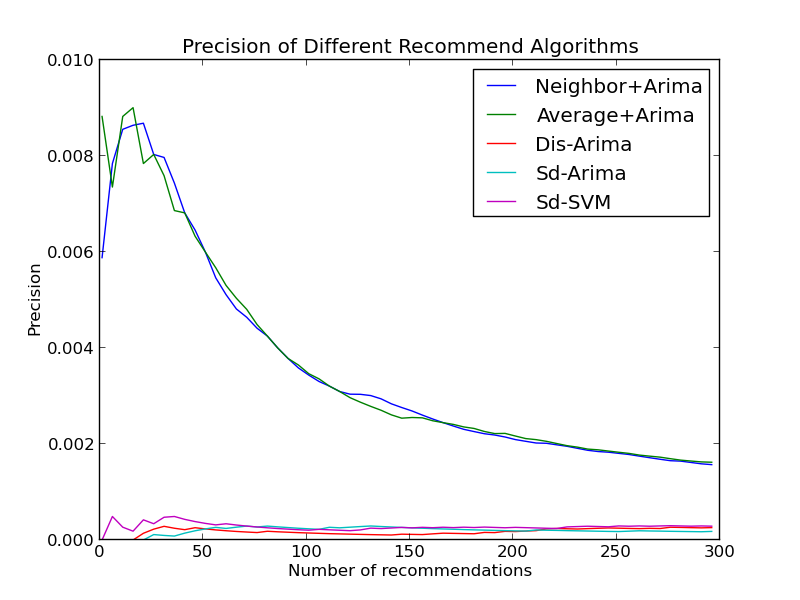 Precision of Different Recommend Algorithms
0.010
0.008
0.006
0.004
0.002
0.000
Precision
Neighbor+Arima
Average+Arima
Dis-Arima
Sd-Arima
Sd-SVM
0 50 100 150 200 250 300
Number of recommendations